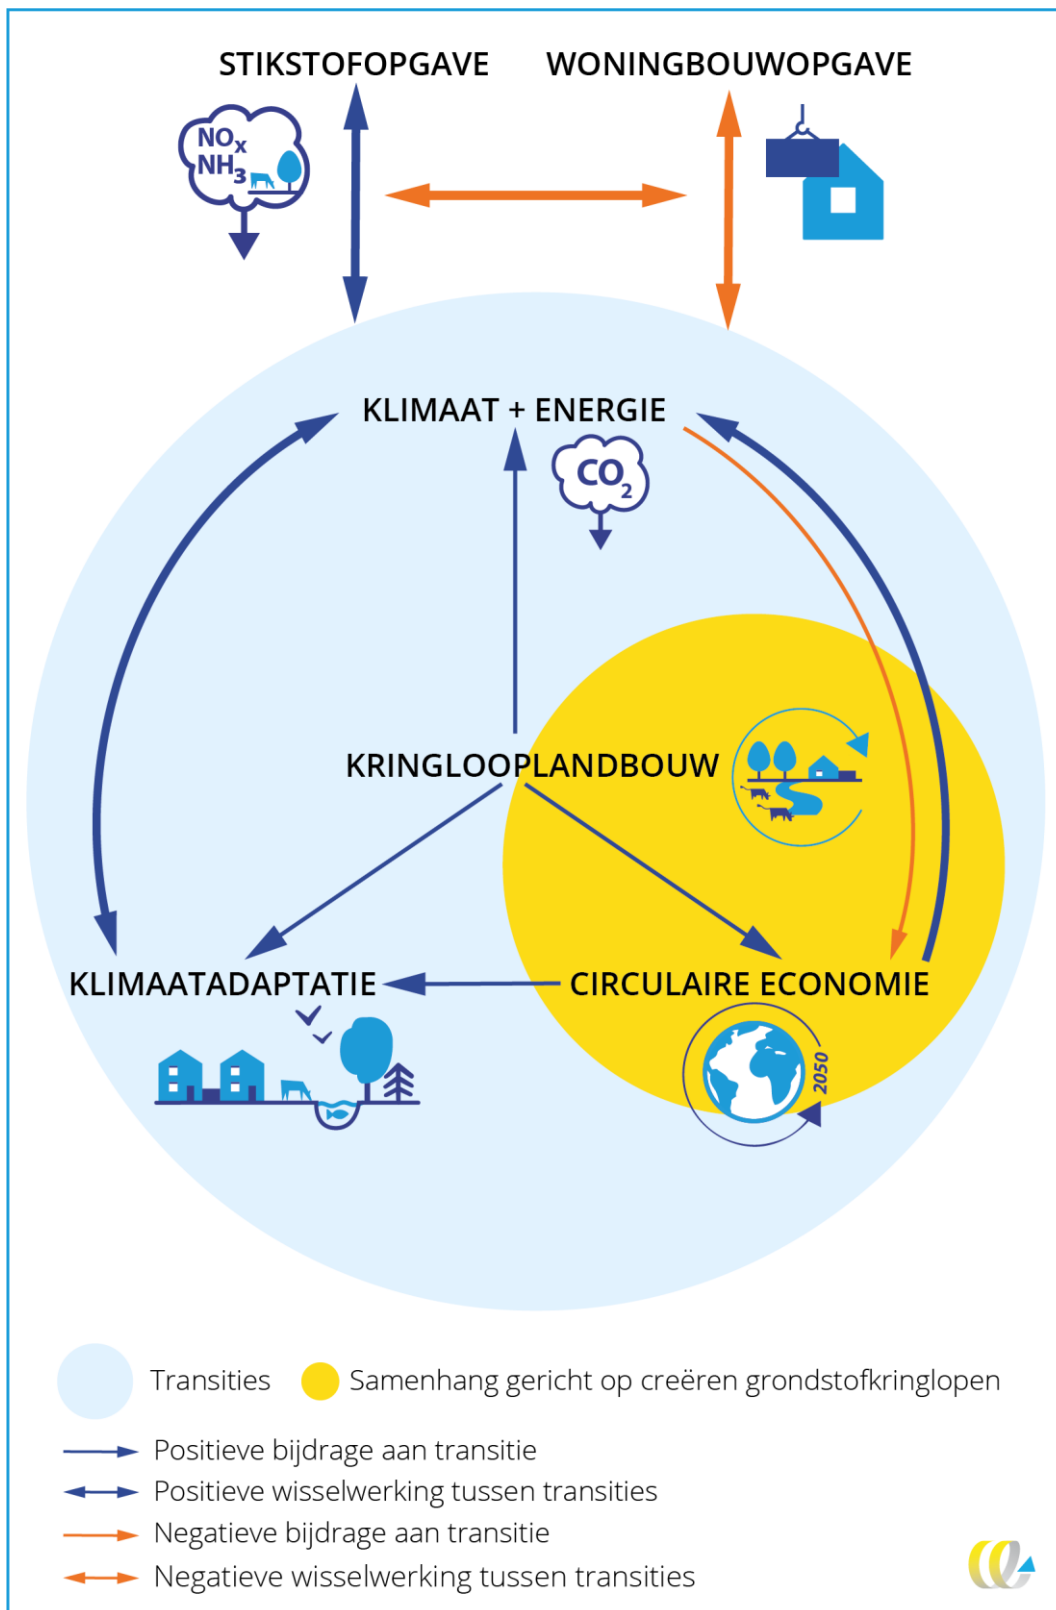 STIKSTOFOPGAVE
WONINGBOUWOPGAVE
NOx
NH3
KLIMAAT + ENERGIE
CO2
KRINGLOOPLANDBOUW
KLIMAATADAPTATIE
CIRCULAIRE ECONOMIE
2050
Transities
Samenhang gericht op creëren grondstofkringlopen
Positieve bijdrage aan transitie
Positieve wisselwerking tussen transities
Negatieve bijdrage aan transitie
Negatieve wisselwerking tussen transities